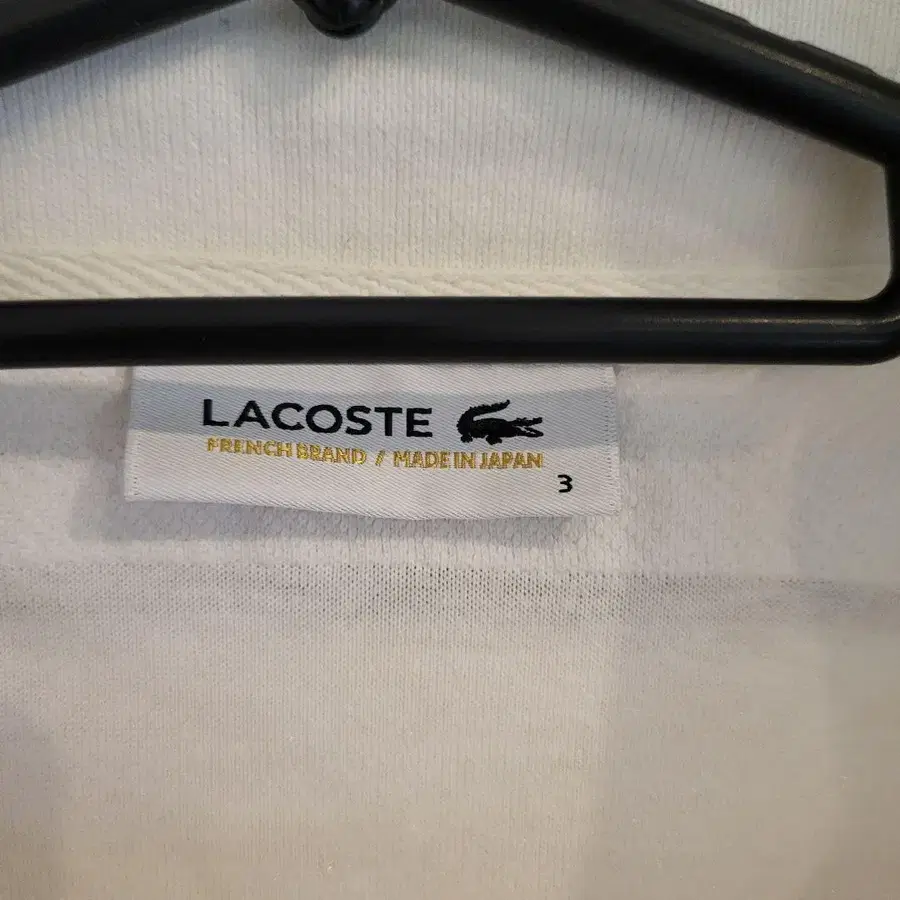 LACOSTE
FRENCH BRAND / MADE IN JAPAN
3